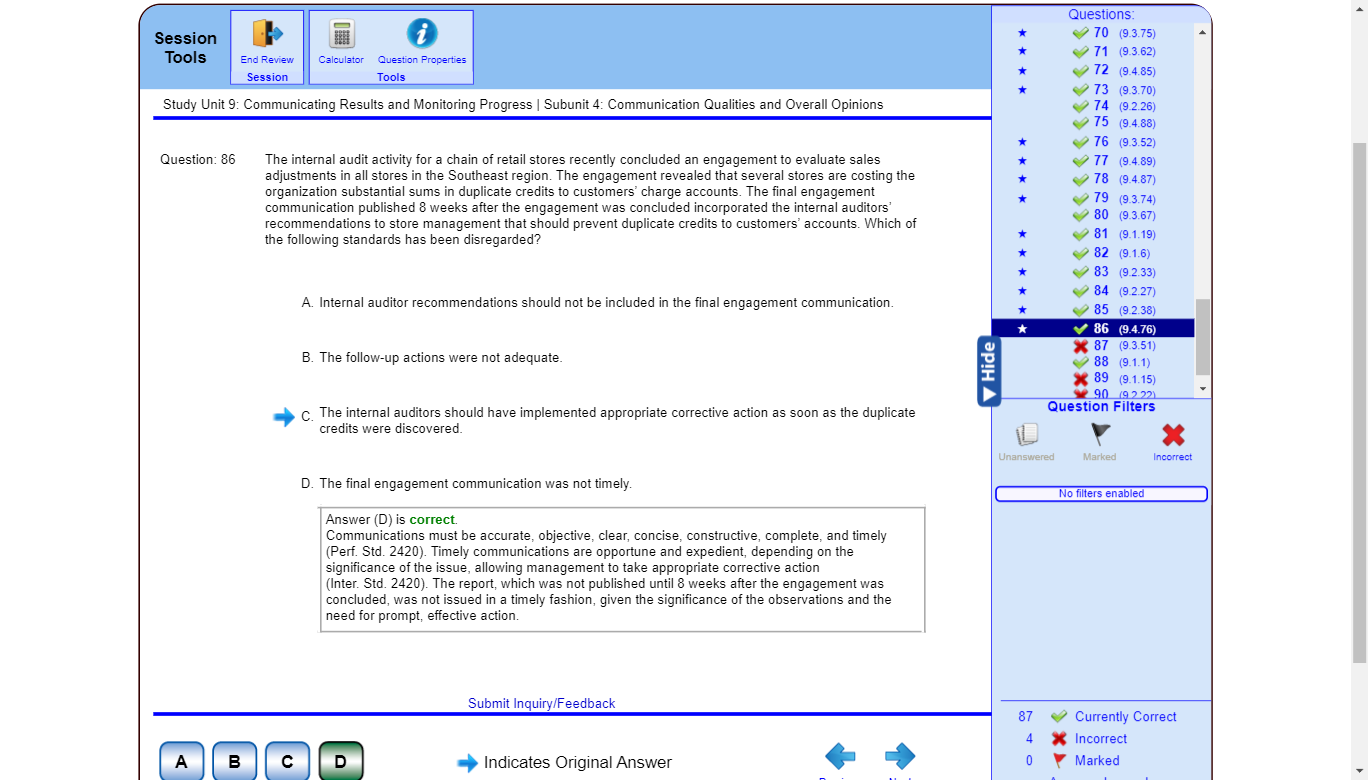 Session
Tools
End Review
Session
Calculator
Question Properties
Tools
Study Unit 9: Communicating Results and Monitoring Progress | Subunit 4: Communication Qualities and Overall Opinions
Question: 86
The internal audit activity for a chain of retail stores recently concluded an engagement to evaluate sales
adjustments in all stores in the Southeast region. The engagement revealed that several stores are costing the
organization substantial sums in duplicate credits to customers' charge accounts. The final engagement
communication published 8 weeks after the engagement was concluded incorporated the internal auditors'
recommendations to store management that should prevent duplicate credits to customers' accounts. Which of
the following standards has been disregarded?
A. Internal auditor recommendations should not be included in the final engagement communication.
B. The follow-up actions were not adequate.
C. The internal auditors should have implemented appropriate corrective action as soon as the duplicate
credits were discovered.
D. The final engagement communication was not timely.
Answer (D) is correct.
Communications must be accurate, objective, clear, concise, constructive, complete, and timely
(Perf. Std. 2420). Timely communications are opportune and expedient, depending on the
significance of the issue, allowing management to take appropriate corrective action
(Inter. Std. 2420). The report, which was not published until 8 weeks after the engagement was
concluded, was not issued in a timely fashion, given the significance of the observations and the
need for prompt, effective action.
Submit Inquiry/Feedback
A B C D
Indicates Original Answer
Questions:
70 (9.3.75)
71 (9.3.62)
72 (9.4.85)
73 (9.3.70)
74 (9.2.26)
75 (9.4.88)
76 (9.3.52)
77 (9.4.89)
78 (9.4.87)
79 (9.3.74)
80 (9.3.67)
81 (9.1.19)
82 (9.1.6)
83 (9.2.33)
84 (9.2.27)
85 (9.2.38)
86 (9.4.76)
87 (9.3.51)
88 (9.1.1)
89 (9.1.15)
90 (9.2.22)
Hide
Question Filters
Unanswered
Marked
Incorrect
No filters enabled
87 Currently Correct
4 Incorrect
0 Marked